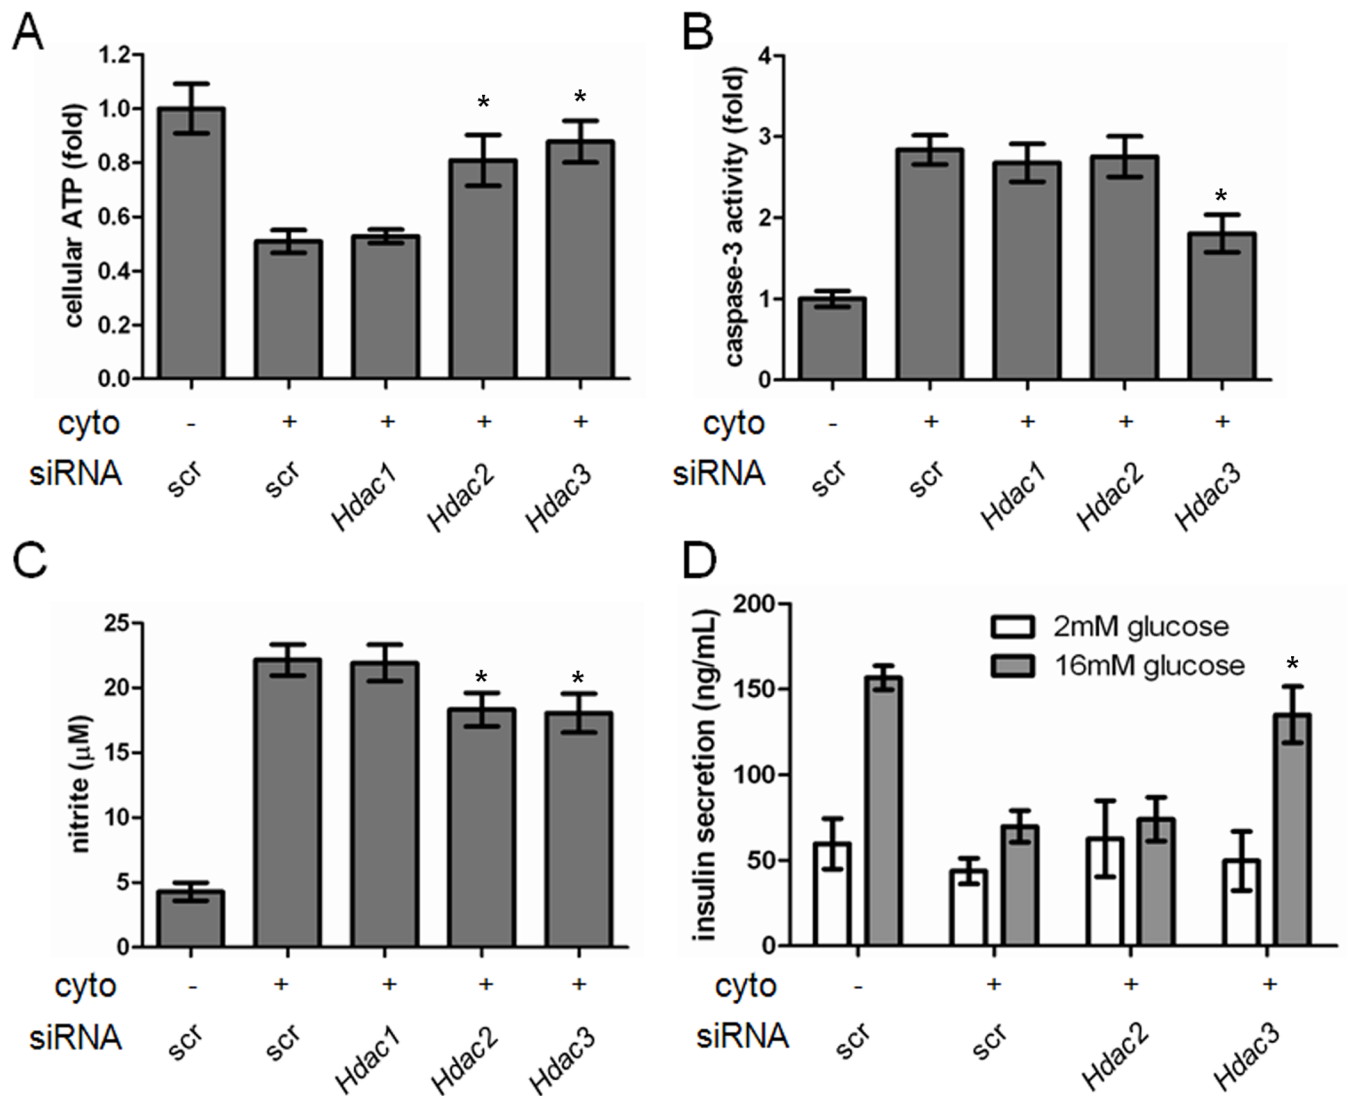 A
cellular ATP (fold)
1.2
1.0
0.8
0.6
0.4
0.2
0.0
* *
cyto - + + + +
siRNA scr scr Hdac1 Hdac2 Hdac3
B
caspase-3 activity (fold)
4
3
2
1
0
*
cyto - + + + +
siRNA scr scr Hdac1 Hdac2 Hdac3
C
nitrite (μM)
25
20
15
10
5
0
* *
cyto - + + + +
siRNA scr scr Hdac1 Hdac2 Hdac3
D
insulin secretion (ng/mL)
200
150
100
50
0
2mM glucose
16mM glucose
*
cyto - + + +
siRNA scr scr Hdac2 Hdac3